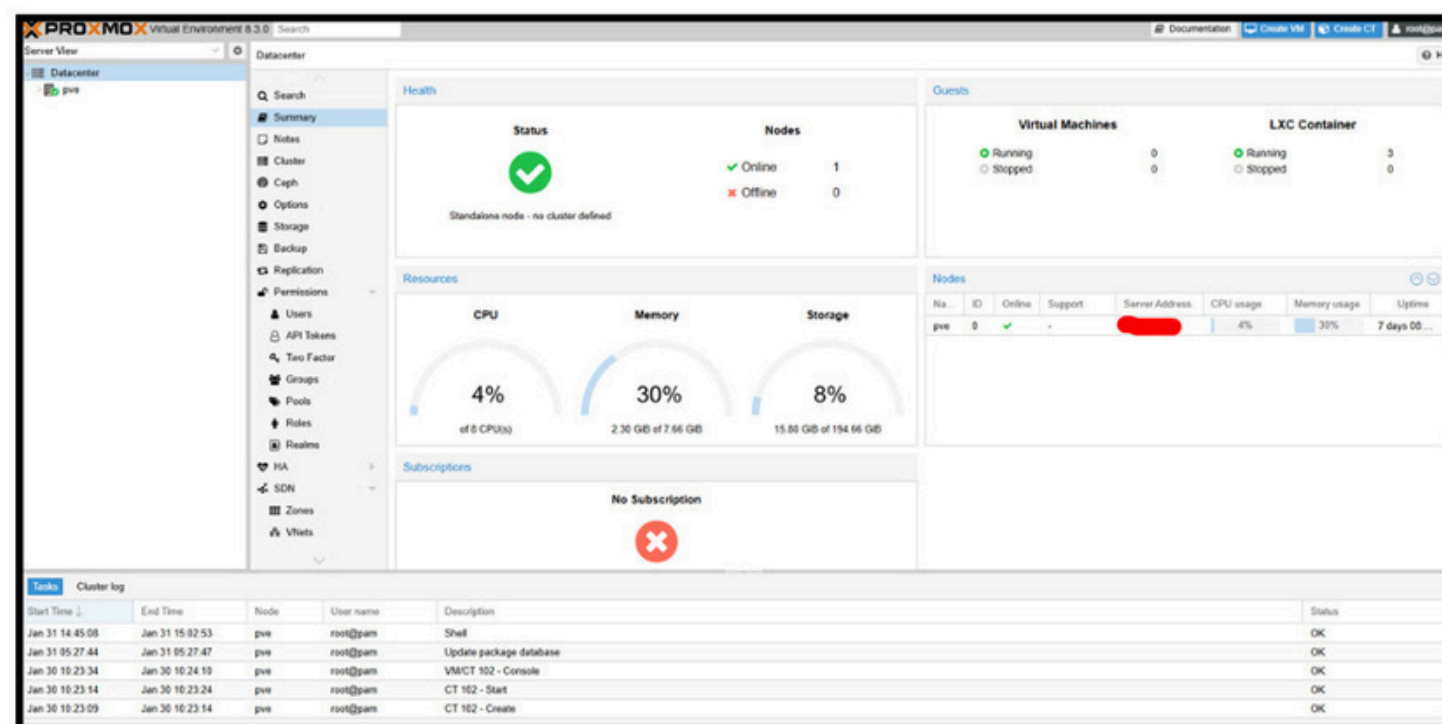 PROXMOX Virtual Environment 8.3.0 Search Documentation Create VM Create CT root@pam
Server View
Datacenter
pve
Datacenter
H
Search
Summary
Notes
Cluster
Ceph
Options
Storage
Backup
Replication
Permissions
Users
API Tokens
Two Factor
Groups
Pools
Roles
Realms
HA
SDN
Zones
VNets
Health
Status Nodes
Online 1
Offline 0
Standalone node - no cluster defined
Guests
Virtual Machines LXC Container
Running 0 Running 3
Stopped 0 Stopped 0
Resources
CPU Memory Storage
4% 30% 8%
of 8 CPU(s) 2.30 GiB of 7.66 GiB 15.80 GiB of 194.66 GiB
Nodes
Na... ID Online Support Server Address CPU usage Memory usage Uptime
pve 0 - 4% 30% 7 days 08...
Subscriptions
No Subscription
Tasks Cluster log
Start Time ↓ End Time Node User name Description Status
Jan 31 14:45:08 Jan 31 15:02:53 pve root@pam Shell OK
Jan 31 05:27:44 Jan 31 05:27:47 pve root@pam Update package database OK
Jan 30 10:23:34 Jan 30 10:24:10 pve root@pam VM/CT 102 - Console OK
Jan 30 10:23:14 Jan 30 10:23:24 pve root@pam CT 102 - Start OK
Jan 30 10:23:09 Jan 30 10:23:14 pve root@pam CT 102 - Create OK